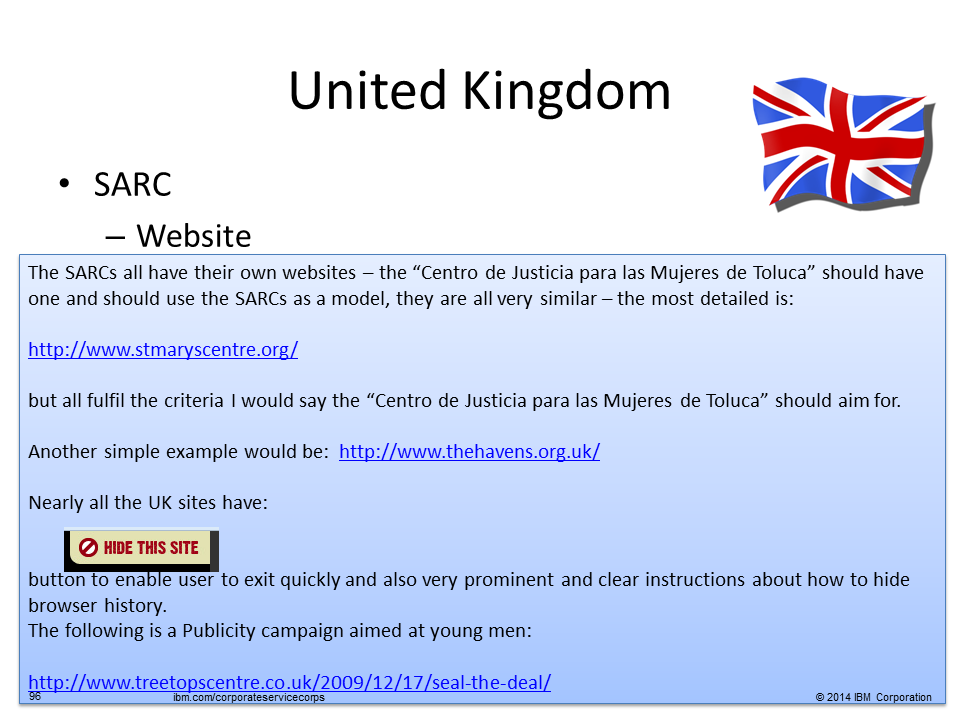 United Kingdom
• SARC
– Website
The SARCs all have their own websites – the “Centro de Justicia para las Mujeres de Toluca” should have
one and should use the SARCs as a model, they are all very similar – the most detailed is:
http://www.stmaryscentre.org/
but all fulfil the criteria I would say the “Centro de Justicia para las Mujeres de Toluca” should aim for.
Another simple example would be: http://www.thehavens.org.uk/
Nearly all the UK sites have:
HIDE THIS SITE
button to enable user to exit quickly and also very prominent and clear instructions about how to hide
browser history.
The following is a Publicity campaign aimed at young men:
http://www.treetopscentre.co.uk/2009/12/17/seal-the-deal/
96 ibm.com/corporateservicecorps © 2014 IBM Corporation